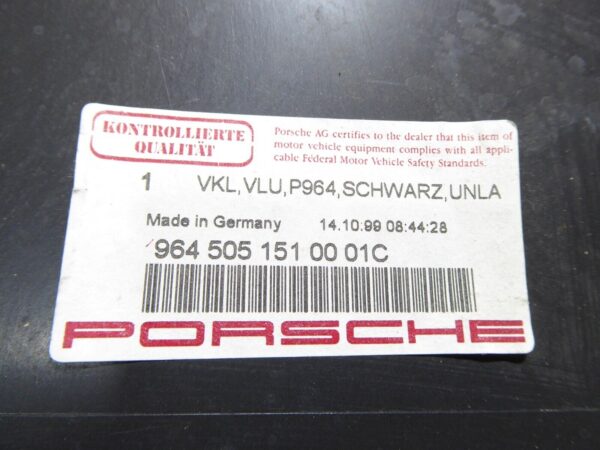 KONTROLLIERTE
QUALITÄT
Porsche AG certifies to the dealer that this item of
motor vehicle equipment complies with all appli-
cable Federal Motor Vehicle Safety Standards.
1 VKL,VLU,P964,SCHWARZ,UNLA
Made in Germany 14.10.99 08:44:28
964 505 151 00 01C
PORSCHE